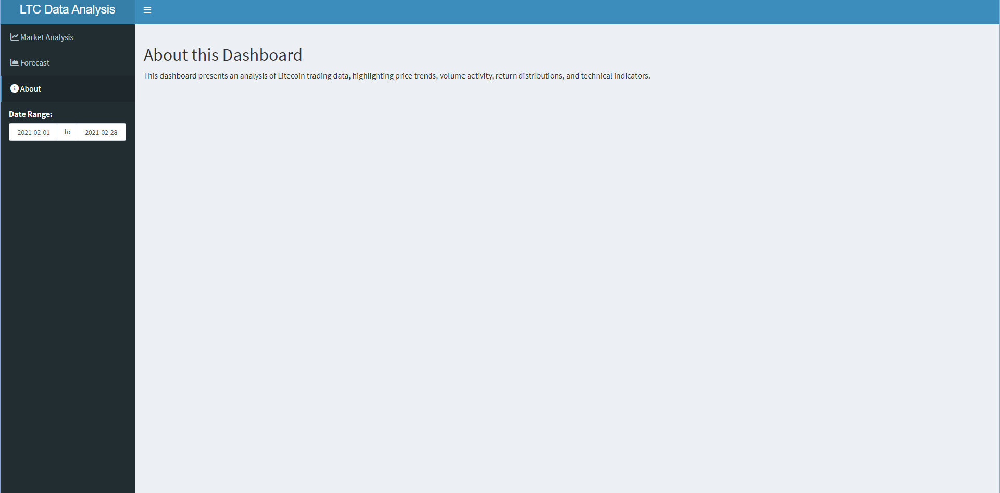 LTC Data Analysis
Market Analysis
Forecast
About
Date Range:
2021-02-01 to 2021-02-28
About this Dashboard
This dashboard presents an analysis of Litecoin trading data, highlighting price trends, volume activity, return distributions, and technical indicators.